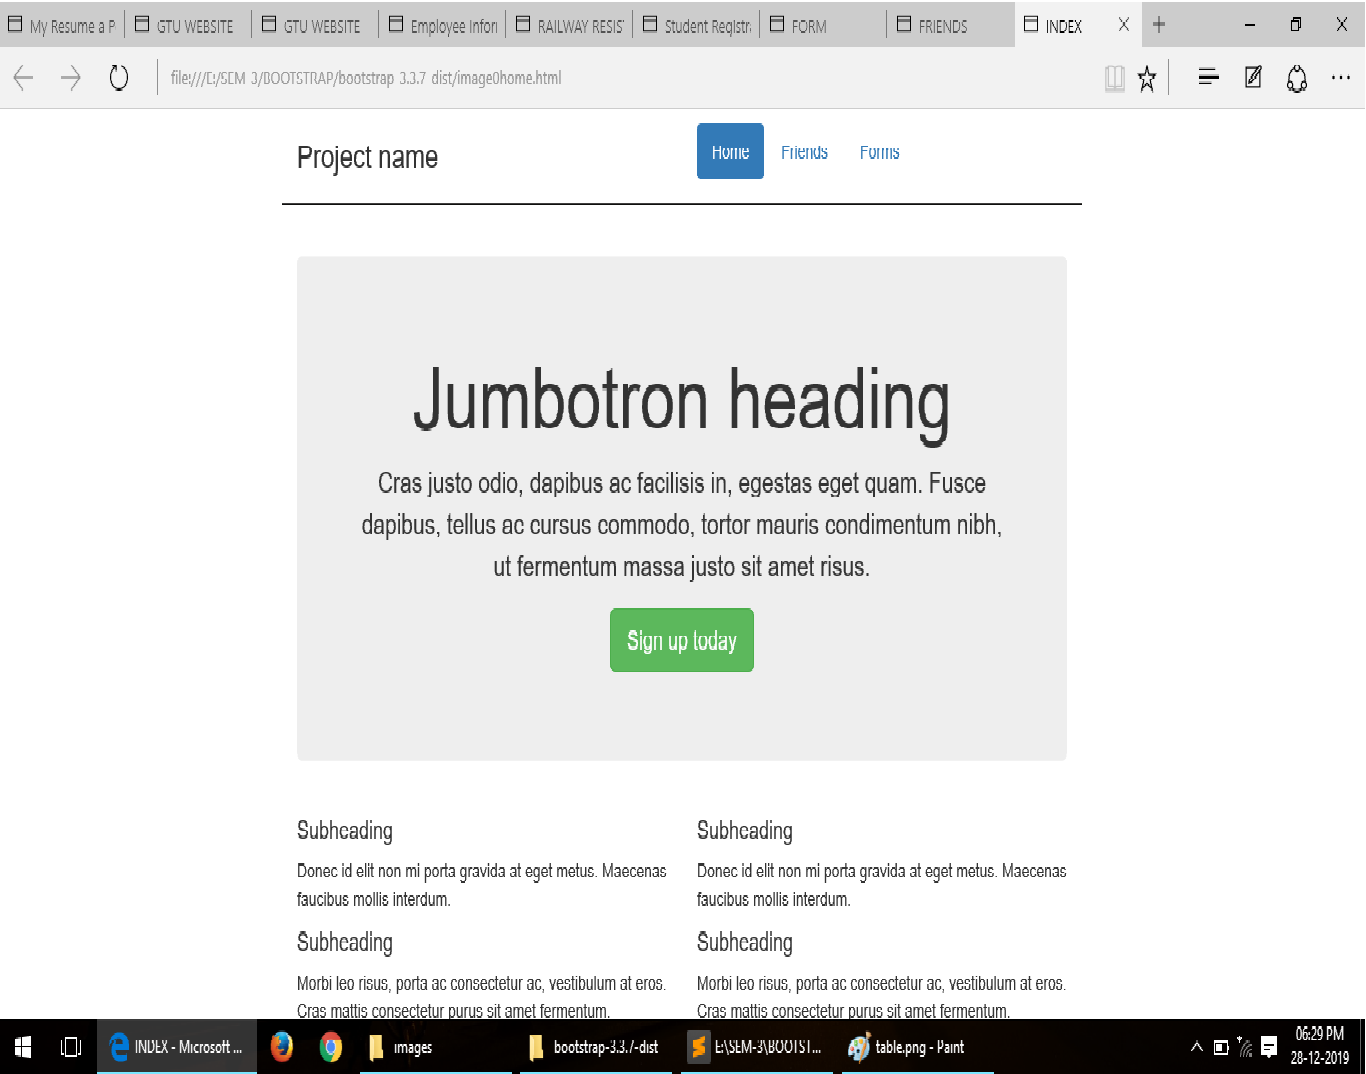 My Resume a P GTU WEBSITE GTU WEBSITE Employee Infor RAILWAY RESIS Student Registra FORM FRIENDS INDEX
file:///E:/SEM-3/BOOTSTRAP/bootstrap-3.3.7-dist/image0home.html
Project name
Home Friends Forms
Jumbotron heading
Cras justo odio, dapibus ac facilisis in, egestas eget quam. Fusce
dapibus, tellus ac cursus commodo, tortor mauris condimentum nibh,
ut fermentum massa justo sit amet risus.
Sign up today
Subheading
Donec id elit non mi porta gravida at eget metus. Maecenas
faucibus mollis interdum.
Subheading
Morbi leo risus, porta ac consectetur ac, vestibulum at eros.
Cras mattis consectetur purus sit amet fermentum.
Subheading
Donec id elit non mi porta gravida at eget metus. Maecenas
faucibus mollis interdum.
Subheading
Morbi leo risus, porta ac consectetur ac, vestibulum at eros.
Cras mattis consectetur purus sit amet fermentum.
INDEX - Microsoft ... images bootstrap-3.3.7-dist E:\SEM-3\BOOTST... table.png - Paint
06:29 PM
28-12-2019